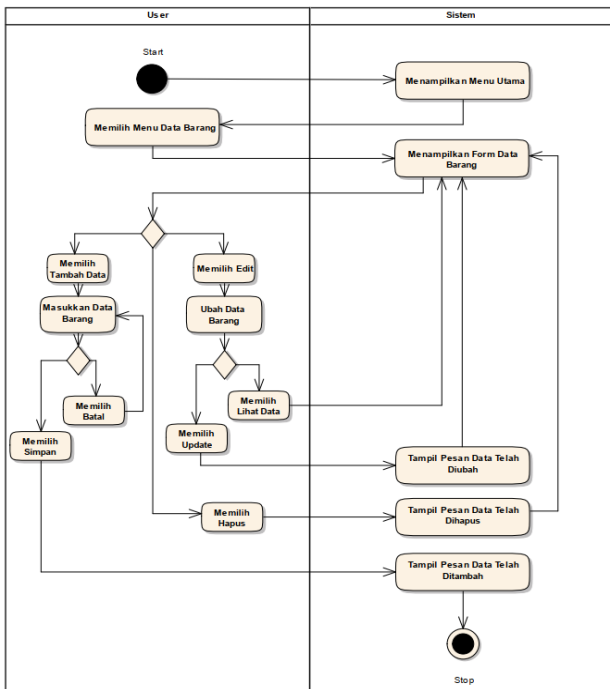 User
Sistem
Start
Menampilkan Menu Utama
Memilih Menu Data Barang
Menampilkan Form Data
Barang
Memilih
Tambah Data
Memilih Edit
Masukkan Data
Barang
Ubah Data
Barang
Memilih
Batal
Memilih
Lihat Data
Memilih
Simpan
Memilih
Update
Tampil Pesan Data Telah
Diubah
Memilih
Hapus
Tampil Pesan Data Telah
Dihapus
Tampil Pesan Data Telah
Ditambah
Stop